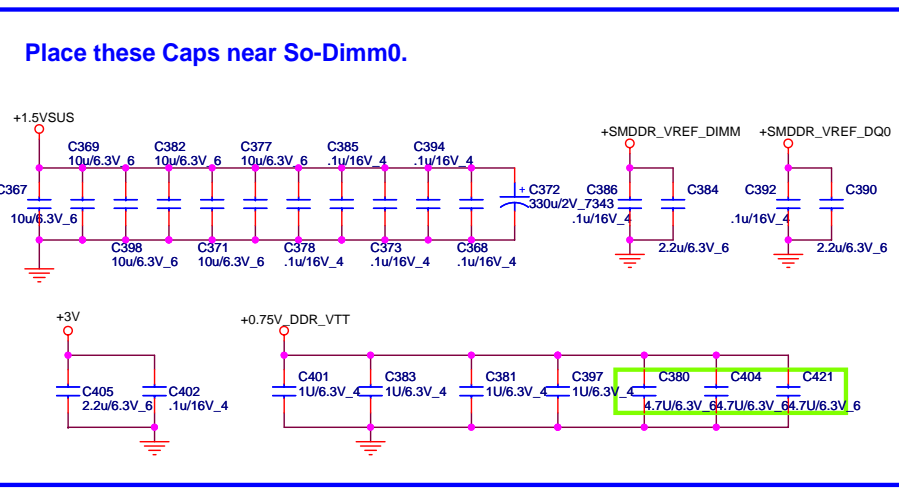 Place these Caps near So-Dimm0.
+1.5VSUS
+SMDDR_VREF_DIMM
+SMDDR_VREF_DQ0
C369
C382
C377
C385
C394
10u/6.3V_6
10u/6.3V_6
10u/6.3V_6
.1u/16V_4
.1u/16V_4
C367
10u/6.3V_6
+
C372
330u/2V_7343
C386
.1u/16V_4
C384
2.2u/6.3V_6
C392
.1u/16V_4
C390
2.2u/6.3V_6
C398
C371
C378
C373
C368
10u/6.3V_6
10u/6.3V_6
.1u/16V_4
.1u/16V_4
.1u/16V_4
+3V
+0.75V_DDR_VTT
C405
2.2u/6.3V_6
C402
.1u/16V_4
C401
1U/6.3V_4
C383
1U/6.3V_4
C381
1U/6.3V_4
C397
1U/6.3V_4
C380
4.7U/6.3V_6
C404
4.7U/6.3V_6
C421
4.7U/6.3V_6